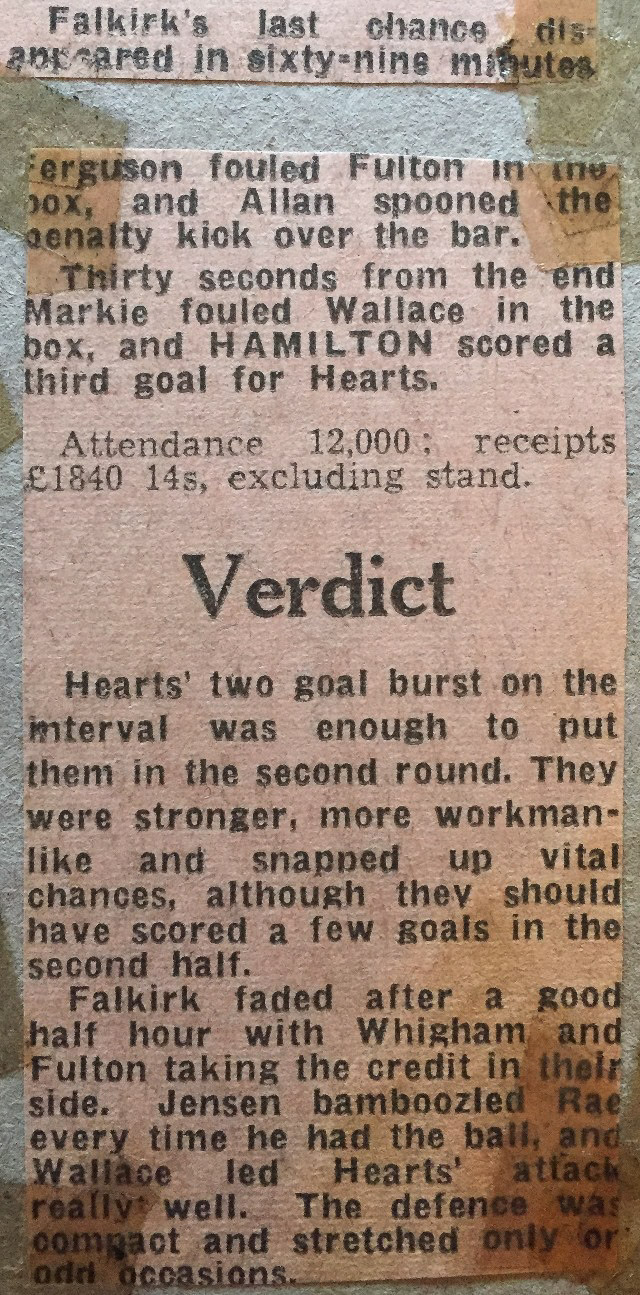 Falkirk's last chance dis-
appeared in sixty-nine minutes
Ferguson fouled Fulton in the
box, and Allan spooned the
penalty kick over the bar.
Thirty seconds from the end
Markie fouled Wallace in the
box, and HAMILTON scored a
third goal for Hearts.
Attendance 12,000; receipts
£1840 14s, excluding stand.
Verdict
Hearts' two goal burst on the
interval was enough to put
them in the second round. They
were stronger, more workman-
like and snapped up vital
chances, although they should
have scored a few goals in the
second half.
Falkirk faded after a good
half hour with Whigham and
Fulton taking the credit in their
side. Jensen bamboozled Rae
every time he had the ball, and
Wallace led Hearts' attack
really well. The defence was
compact and stretched only or
odd occasions.